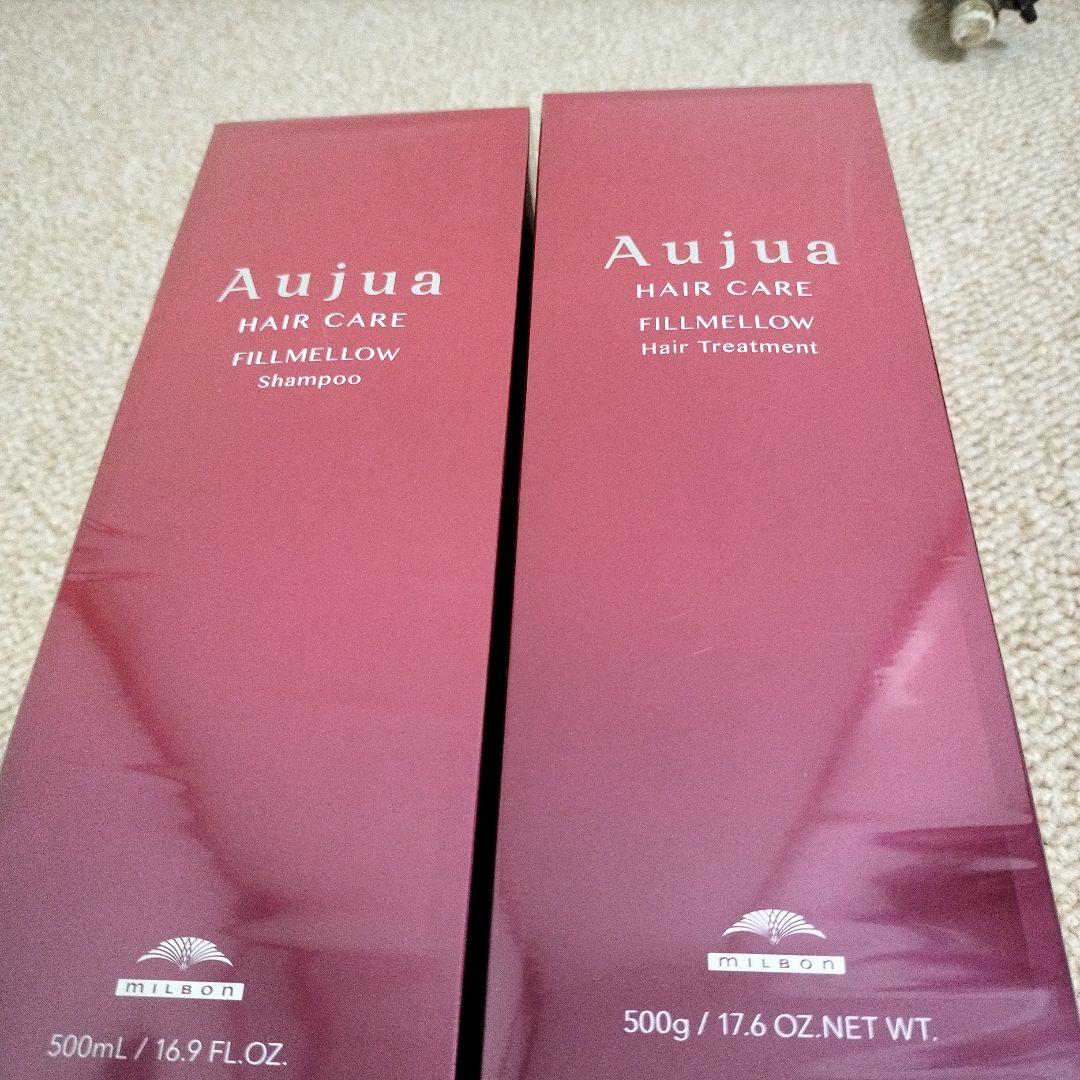 Aujua
HAIR CARE
FILLMELLOW
Shampoo
MILBON
500mL / 16.9 FL.OZ.
Aujua
HAIR CARE
FILLMELLOW
Hair Treatment
MILBON
500g / 17.6 OZ.NET WT.